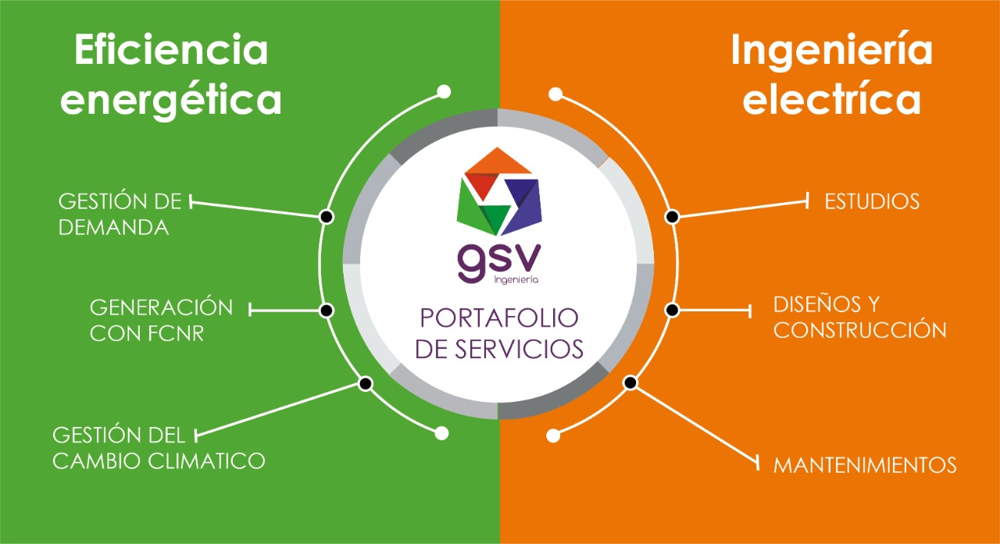 Eficiencia
energética
GESTIÓN DE
DEMANDA
GENERACIÓN
CON FCNR
GESTIÓN DEL
CAMBIO CLIMATICO
gsv
Ingeniería
PORTAFOLIO
DE SERVICIOS
Ingeniería
electríca
ESTUDIOS
DISEÑOS Y
CONSTRUCCIÓN
MANTENIMIENTOS